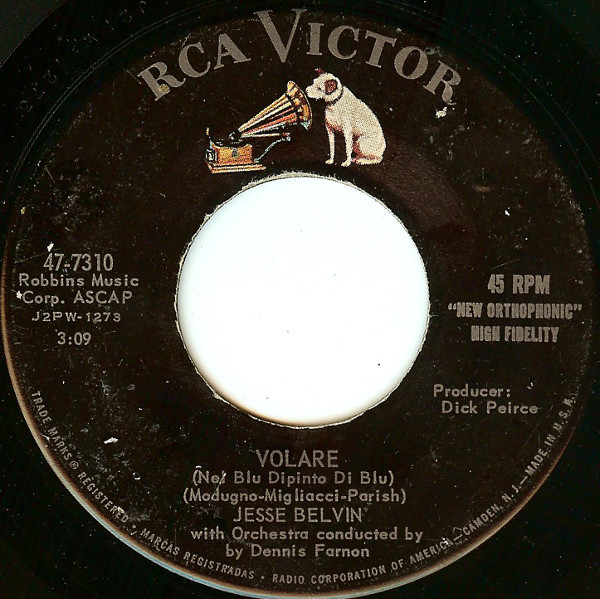 RCA VICTOR
47-7310
Robbins Music
Corp. ASCAP
J2PW-1273
3:09
45 RPM
"NEW ORTHOPHONIC"
HIGH FIDELITY
Producer:
Dick Peirce
VOLARE
(Nel Blu Dipinto Di Blu)
(Modugno-Migliacci-Parish)
JESSE BELVIN
with Orchestra conducted by
by Dennis Farnon
TRADE MARKS ® REGISTERED • MARCAS REGISTRADAS • RADIO CORPORATION OF AMERICA—CAMDEN, N. J.—MADE IN U.S.A.